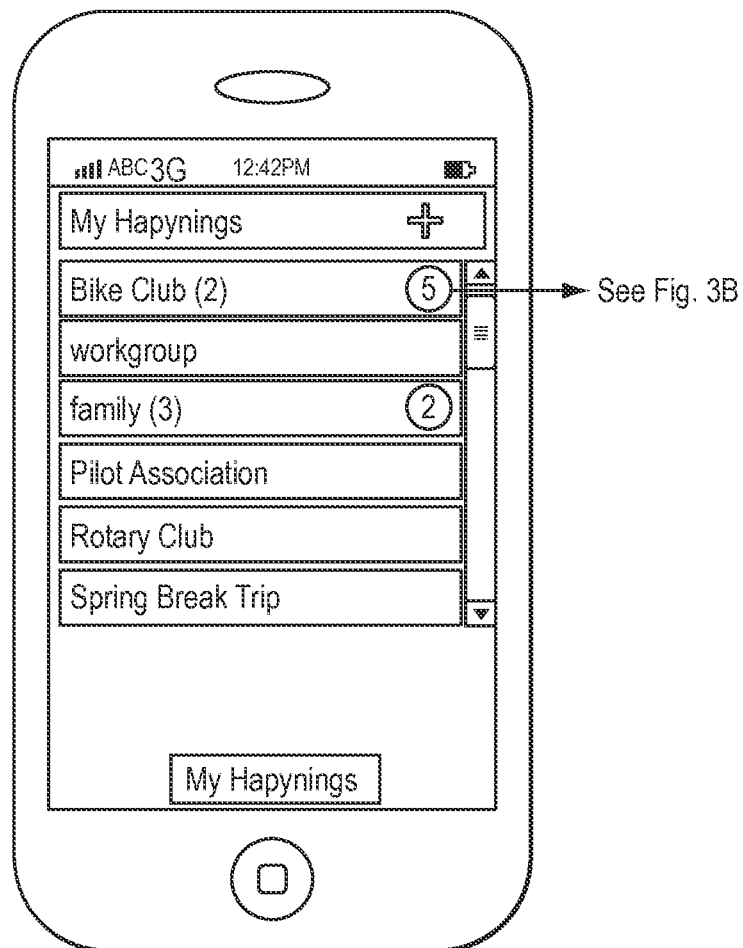 ABC 3G 12:42PM
My Hapynings
Bike Club (2) 5
See Fig. 3B
workgroup
family (3) 2
Pilot Association
Rotary Club
Spring Break Trip
My Hapynings